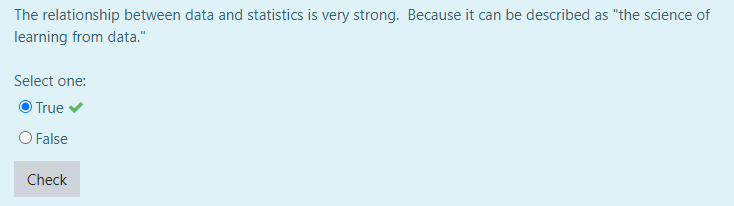 The relationship between data and statistics is very strong.  Because it can be described as "the science of
learning from data."
Select one:
True
False
Check